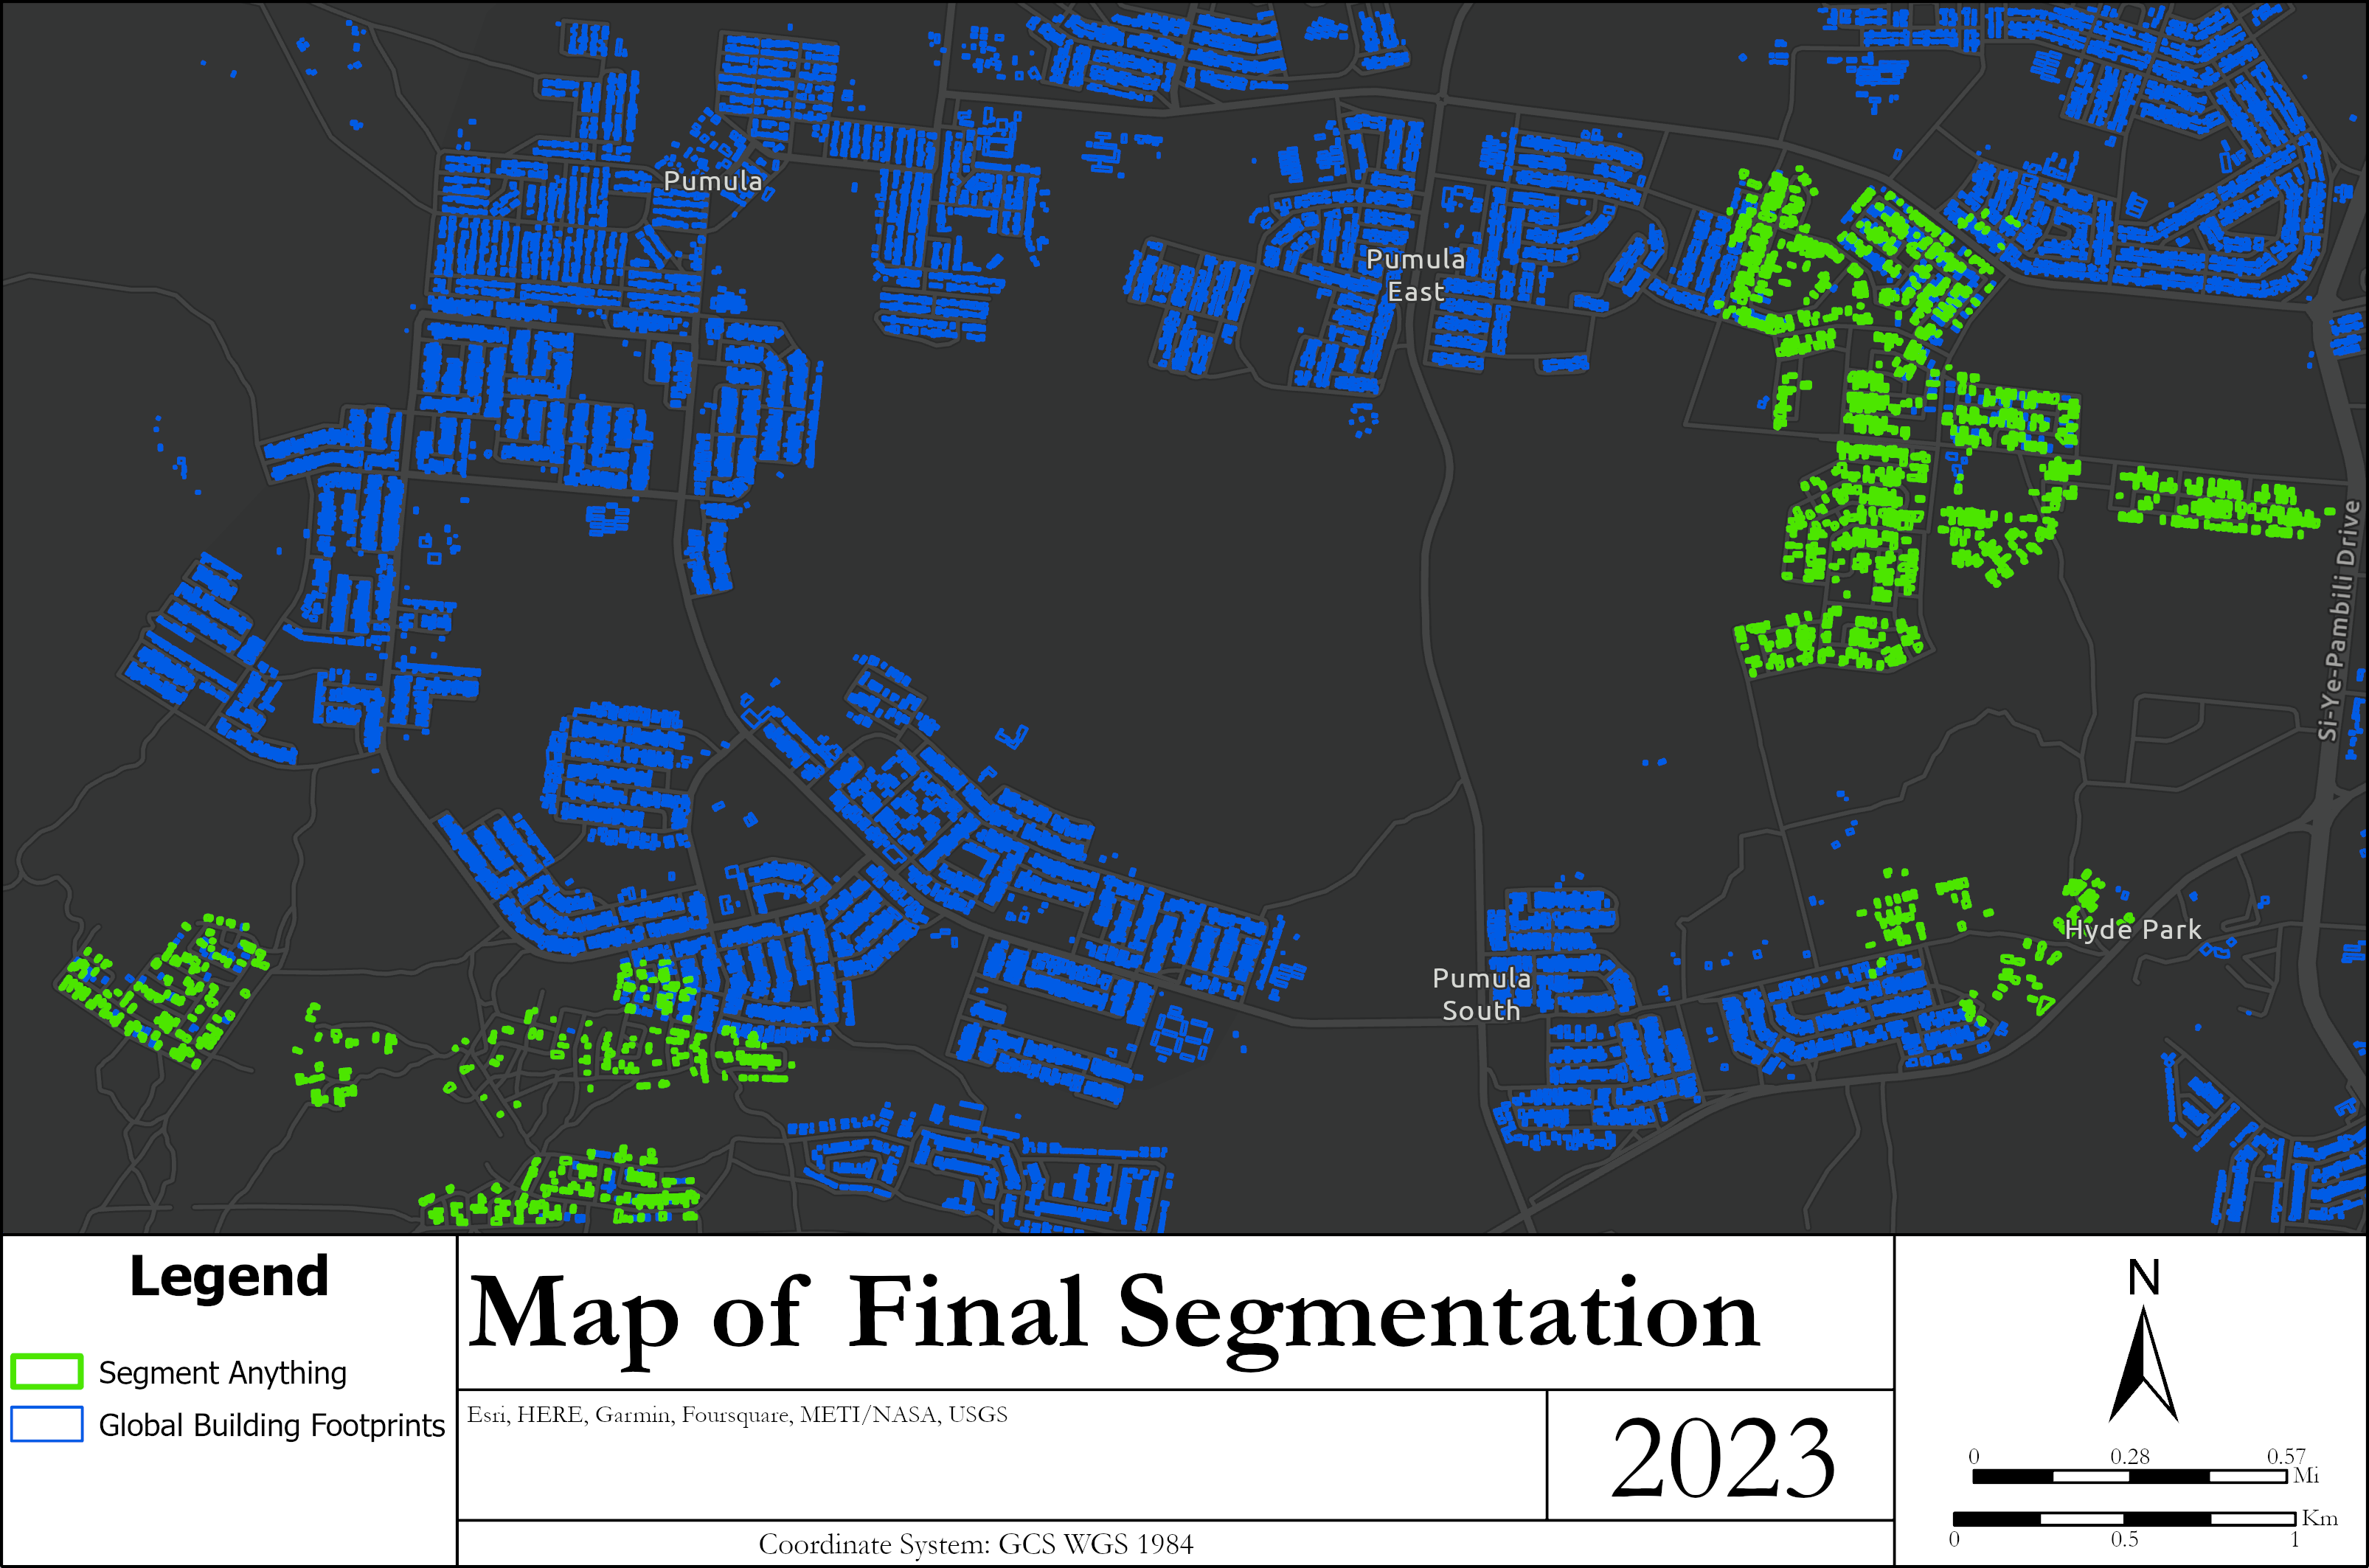 Pumula
Pumula
East
Si-Ye-Pambili Drive
Hyde Park
Pumula
South
Legend
Segment Anything
Global Building Footprints
Map of Final Segmentation
Esri, HERE, Garmin, Foursquare, METI/NASA, USGS
2023
Coordinate System: GCS WGS 1984
N
0 0.28 0.57
Mi
Km
0 0.5 1